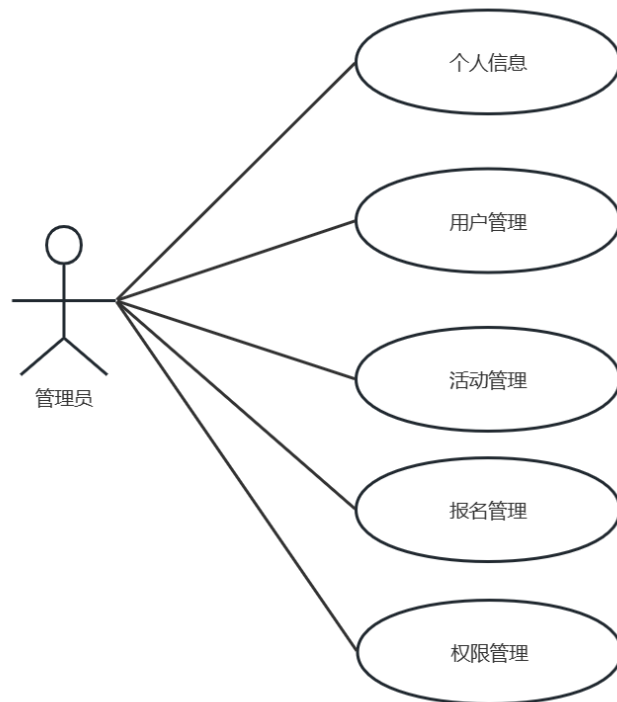 个人信息
用户管理
管理员
活动管理
报名管理
权限管理